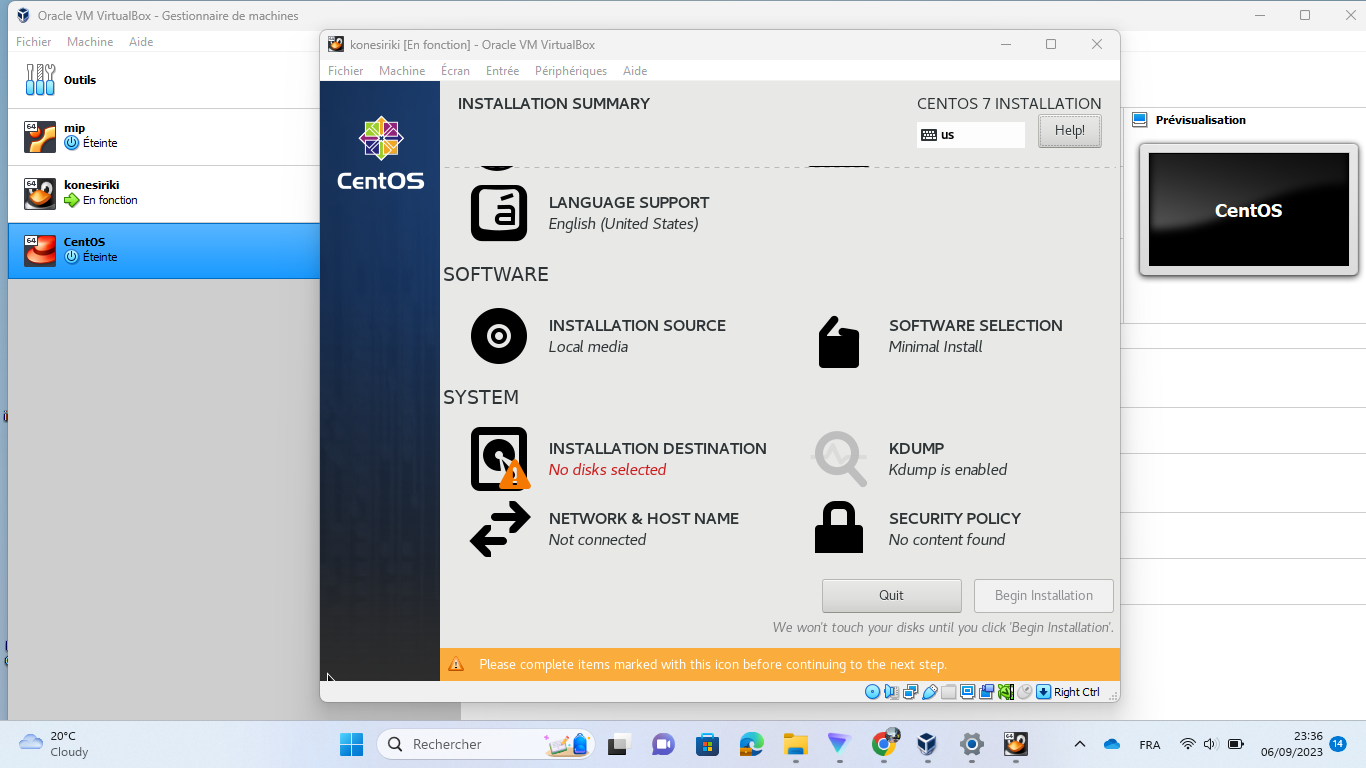 Oracle VM VirtualBox - Gestionnaire de machines
Fichier Machine Aide
Outils
64
mip
Éteinte
64
konesiriki
En fonction
64
CentOS
Éteinte
konesiriki [En fonction] - Oracle VM VirtualBox
Fichier Machine Écran Entrée Périphériques Aide
CentOS
INSTALLATION SUMMARY
CENTOS 7 INSTALLATION
us
Help!
LANGUAGE SUPPORT
English (United States)
SOFTWARE
INSTALLATION SOURCE
Local media
SOFTWARE SELECTION
Minimal Install
SYSTEM
INSTALLATION DESTINATION
No disks selected
KDUMP
Kdump is enabled
NETWORK & HOST NAME
Not connected
SECURITY POLICY
No content found
Quit
Begin Installation
We won't touch your disks until you click 'Begin Installation'.
Please complete items marked with this icon before continuing to the next step.
Right Ctrl
Prévisualisation
CentOS
20°C
Cloudy
Rechercher
FRA
23:36
06/09/2023
14